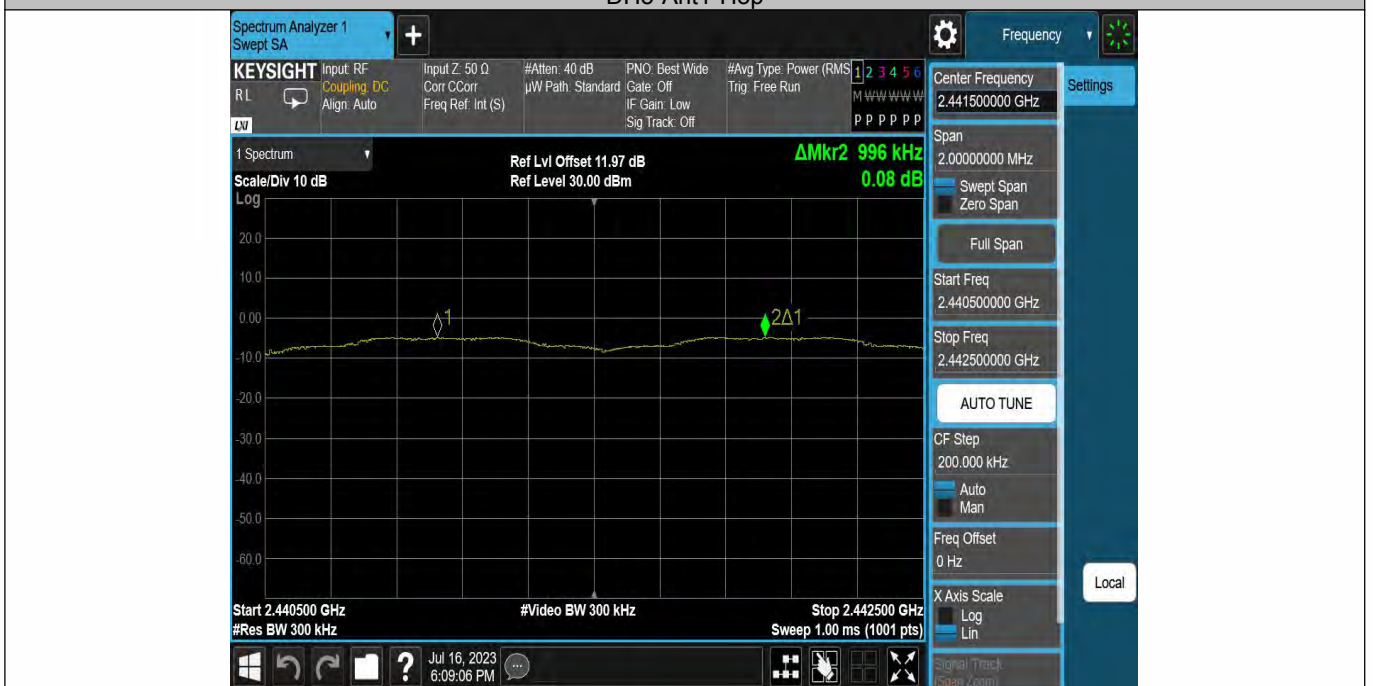 Spectrum Analyzer 1
Swept SA
+
Frequency
KEYSIGHT
RL
LXI
Input: RF
Coupling: DC
Align: Auto
Input Z: 50 Ω
Corr CCorr
Freq Ref: Int (S)
#Atten: 40 dB
µW Path: Standard
PNO: Best Wide
Gate: Off
IF Gain: Low
Sig Track: Off
#Avg Type: Power (RMS
Trig: Free Run
1 2 3 4 5 6
M W W W W W
P P P P P P
Center Frequency
2.441500000 GHz
Settings
1 Spectrum
Scale/Div 10 dB
Log
Ref Lvl Offset 11.97 dB
Ref Level 30.00 dBm
ΔMkr2 996 kHz
0.08 dB
20.0
10.0
0.00
-10.0
-20.0
-30.0
-40.0
-50.0
-60.0
1
2Δ1
Span
2.00000000 MHz
Swept Span
Zero Span
Full Span
Start Freq
2.440500000 GHz
Stop Freq
2.442500000 GHz
AUTO TUNE
CF Step
200.000 kHz
Auto
Man
Freq Offset
0 Hz
X Axis Scale
Log
Lin
Signal Track
(Span Zoom)
Local
Start 2.440500 GHz
#Res BW 300 kHz
#Video BW 300 kHz
Stop 2.442500 GHz
Sweep 1.00 ms (1001 pts)
?
Jul 16, 2023
6:09:06 PM